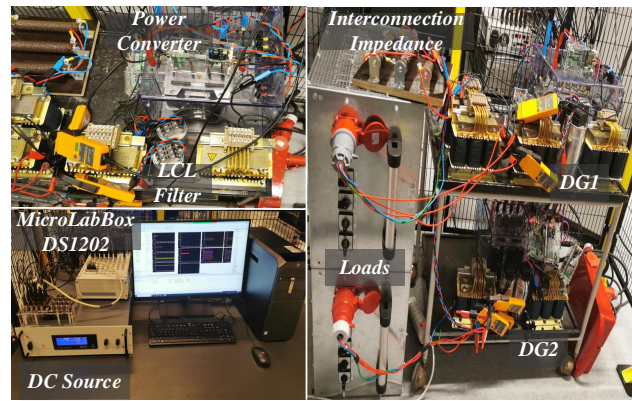 Power
Converter
LCL
Filter
MicroLabBox
DS1202
DC Source
Interconnection
Impedance
DG1
Loads
DG2